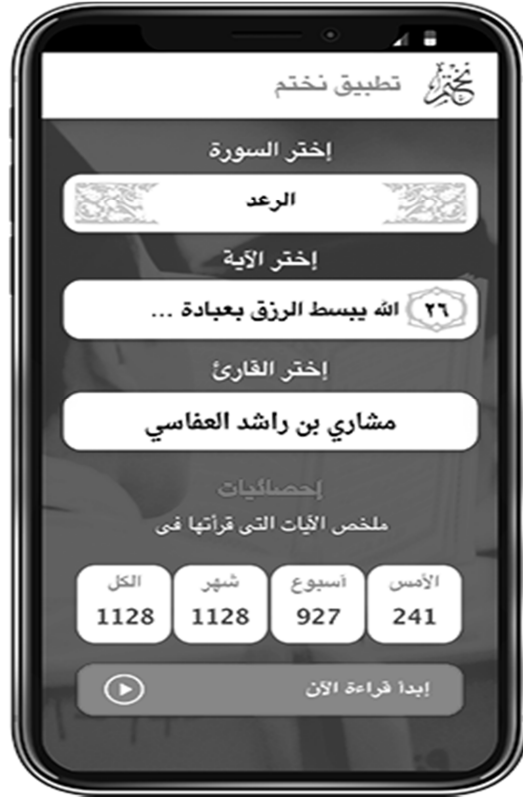 تطبيق نختم
نختم
إختر السورة
الرعد
إختر الآية
٢٦ الله يبسط الرزق بعبادة ...
إختر القارئ
مشاري بن راشد العفاسي
إحصائيات
ملخص الآيات التى قرأتها فى
الأمس أسبوع شهر الكل
241 927 1128 1128
إبدأ قراءة الآن